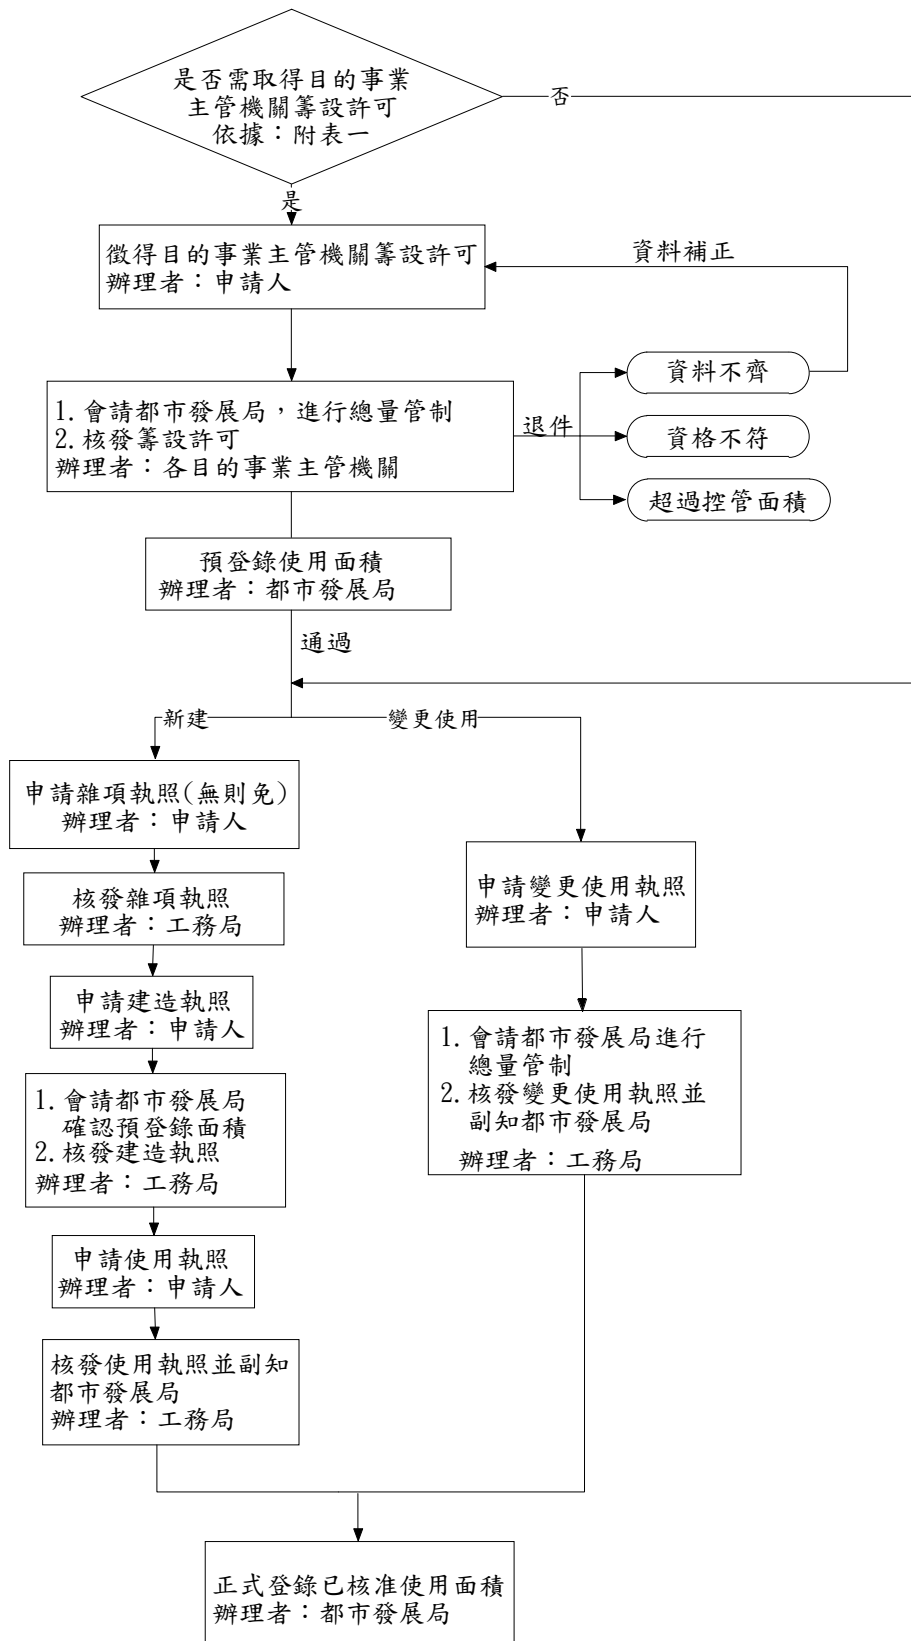 是否需取得目的事業
主管機關籌設許可
依據：附表一
否
是
徵得目的事業主管機關籌設許可
辦理者：申請人
資料補正
資料不齊
1.會請都市發展局，進行總量管制
2.核發籌設許可
辦理者：各目的事業主管機關
退件
資格不符
超過控管面積
預登錄使用面積
辦理者：都市發展局
通過
新建
變更使用
申請雜項執照(無則免)
辦理者：申請人
核發雜項執照
辦理者：工務局
申請建造執照
辦理者：申請人
1.會請都市發展局
確認預登錄面積
2.核發建造執照
辦理者：工務局
申請使用執照
辦理者：申請人
核發使用執照並副知
都市發展局
辦理者：工務局
申請變更使用執照
辦理者：申請人
1.會請都市發展局進行
總量管制
2.核發變更使用執照並
副知都市發展局
辦理者：工務局
正式登錄已核准使用面積
辦理者：都市發展局